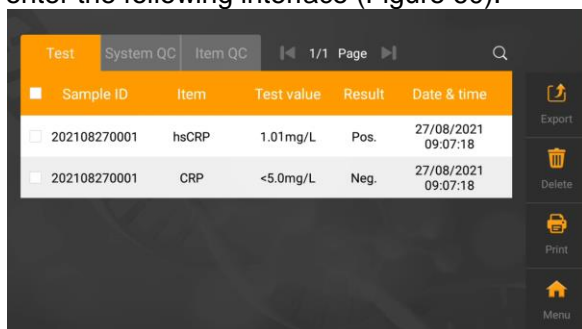 enter the following interface (Figure 36).
Test System QC Item QC 1/1 Page
Sample ID Item Test value Result Date & time
202108270001 hsCRP 1.01mg/L Pos. 27/08/2021
09:07:18
202108270001 CRP <5.0mg/L Neg. 27/08/2021
09:07:18
Export
Delete
Print
Menu